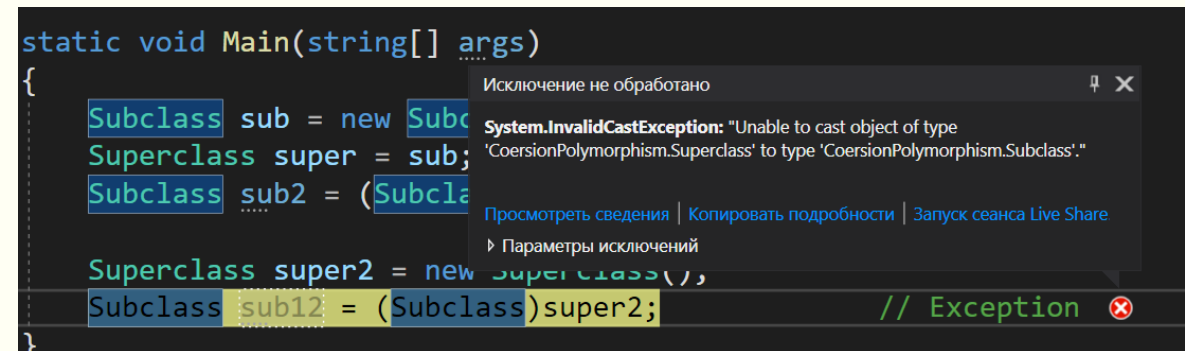 static void Main(string[] args)
{
Исключение не обработано
Subclass sub = new Subc
System.InvalidCastException: "Unable to cast object of type
'CoersionPolymorphism.Superclass' to type 'CoersionPolymorphism.Subclass'."
Superclass super = sub;
Subclass sub2 = (Subcla
Просмотреть сведения | Копировать подробности | Запуск сеанса Live Share
Параметры исключений
Superclass super2 = new Superclass();
Subclass sub12 = (Subclass)super2; // Exception
}